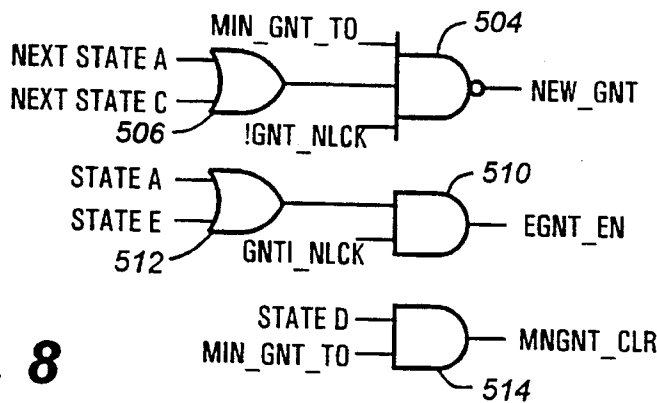 MIN_GNT_TO
504
NEXT STATE A
NEXT STATE C
506
!GNT_NLCK
NEW_GNT
STATE A
STATE E
512
GNTI_NLCK
510
EGNT_EN
STATE D
MIN_GNT_TO
MNGNT_CLR
514
. 8